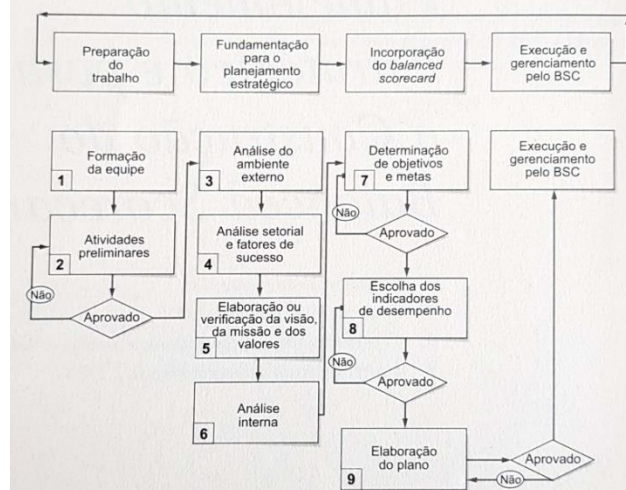 Preparação
do
trabalho
Fundamentação
para o
planejamento
estratégico
Incorporação
do balanced
scorecard
Execução e
gerenciamento
pelo BSC
Formação
da equipe
1
Atividades
preliminares
2
Não
Aprovado
Análise do
ambiente
externo
3
Análise setorial
e fatores de
sucesso
4
Elaboração ou
verificação da visão,
da missão e dos
valores
5
Análise
interna
6
Determinação
de objetivos
e metas
7
Não
Aprovado
Escolha dos
indicadores
de desempenho
8
Não
Aprovado
Elaboração
do plano
9
Aprovado
Não
Execução e
gerenciamento
pelo BSC